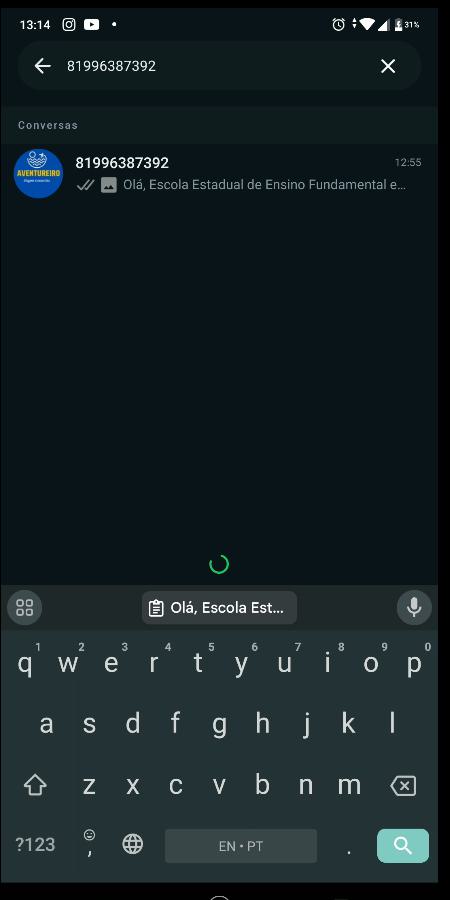 13:14
31%
81996387392
Conversas
AVENTUREIRO
81996387392
12:55
Olá, Escola Estadual de Ensino Fundamental e...
Olá, Escola Est...
1 2 3 4 5 6 7 8 9 0
q w e r t y u i o p
a s d f g h j k l
z x c v b n m
?123 , EN • PT .